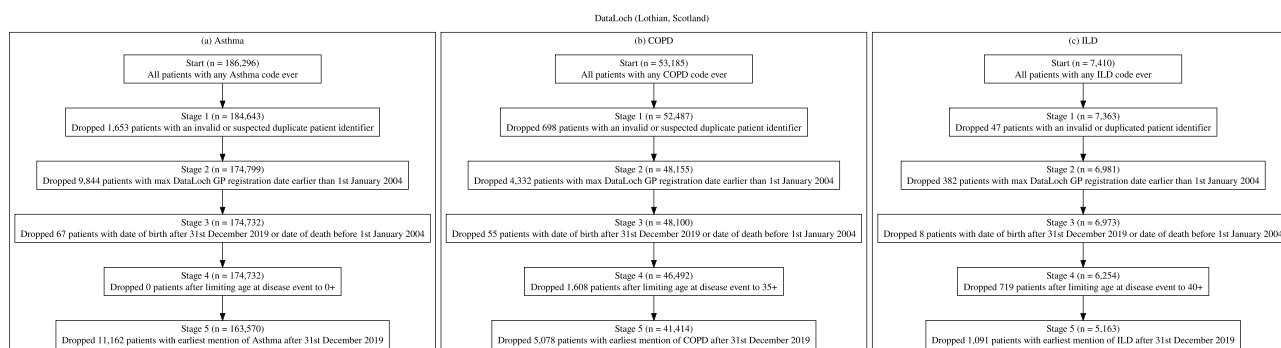 DataLoch (Lothian, Scotland)
(a) Asthma
Start (n = 186,296)
All patients with any Asthma code ever
Stage 1 (n = 184,643)
Dropped 1,653 patients with an invalid or suspected duplicate patient identifier
Stage 2 (n = 174,799)
Dropped 9,844 patients with max DataLoch GP registration date earlier than 1st January 2004
Stage 3 (n = 174,732)
Dropped 67 patients with date of birth after 31st December 2019 or date of death before 1st January 2004
Stage 4 (n = 174,732)
Dropped 0 patients after limiting age at disease event to 0+
Stage 5 (n = 163,570)
Dropped 11,162 patients with earliest mention of Asthma after 31st December 2019
(b) COPD
Start (n = 53,185)
All patients with any COPD code ever
Stage 1 (n = 52,487)
Dropped 698 patients with an invalid or suspected duplicate patient identifier
Stage 2 (n = 48,155)
Dropped 4,332 patients with max DataLoch GP registration date earlier than 1st January 2004
Stage 3 (n = 48,100)
Dropped 55 patients with date of birth after 31st December 2019 or date of death before 1st January 2004
Stage 4 (n = 46,492)
Dropped 1,608 patients after limiting age at disease event to 35+
Stage 5 (n = 41,414)
Dropped 5,078 patients with earliest mention of COPD after 31st December 2019
(c) ILD
Start (n = 7,410)
All patients with any ILD code ever
Stage 1 (n = 7,363)
Dropped 47 patients with an invalid or duplicated patient identifier
Stage 2 (n = 6,981)
Dropped 382 patients with max DataLoch GP registration date earlier than 1st January 2004
Stage 3 (n = 6,973)
Dropped 8 patients with date of birth after 31st December 2019 or date of death before 1st January 2004
Stage 4 (n = 6,254)
Dropped 719 patients after limiting age at disease event to 40+
Stage 5 (n = 5,163)
Dropped 1,091 patients with earliest mention of ILD after 31st December 2019